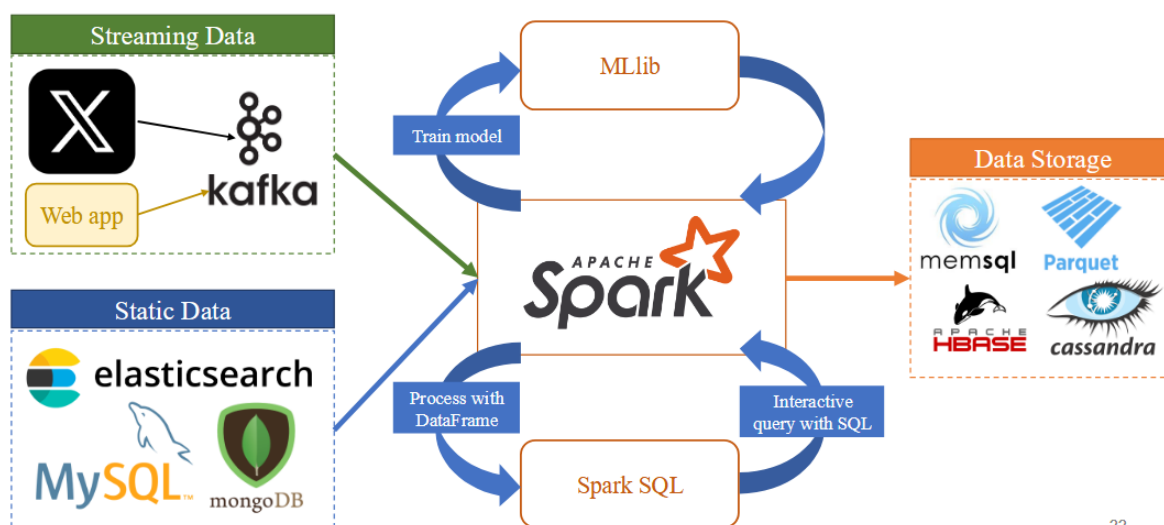 Streaming Data
X
kafka
Web app
Static Data
elasticsearch
MySQL™
mongoDB
MLlib
Train model
APACHE
Spark
Process with
DataFrame
Interactive
query with SQL
Spark SQL
Data Storage
memsql
Parquet
APACHE
HBASE
cassandra